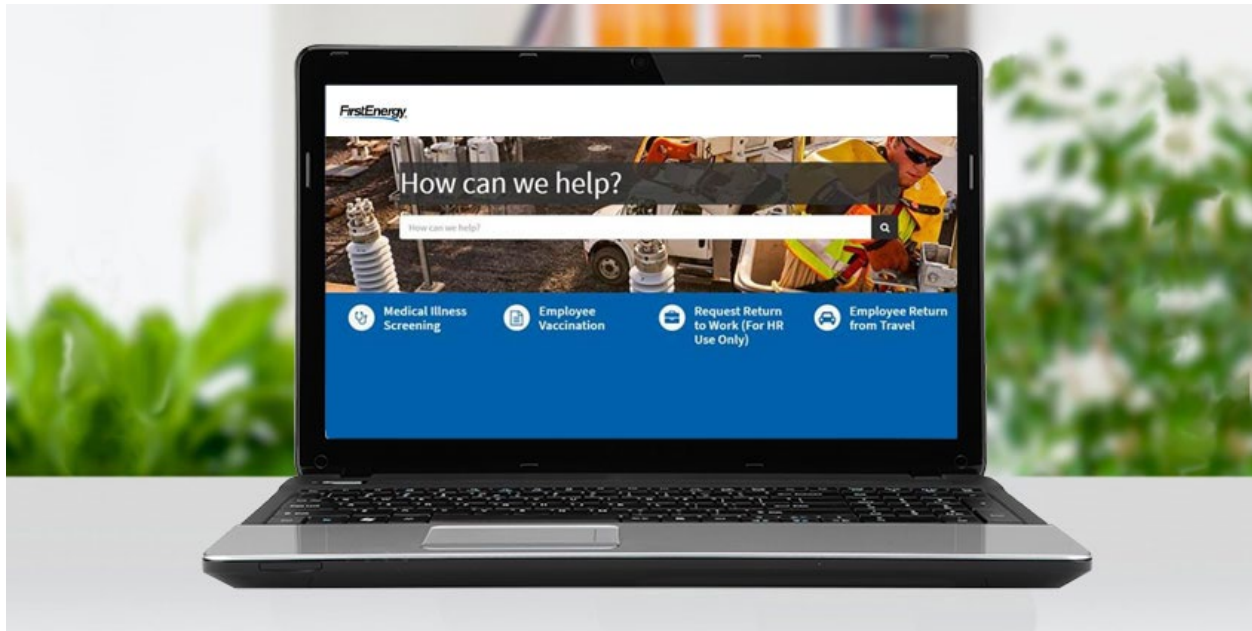 FirstEnergy
How can we help?
How can we help?
Medical Illness
Screening
Employee
Vaccination
Request Return
to Work (For HR
Use Only)
Employee Return
from Travel